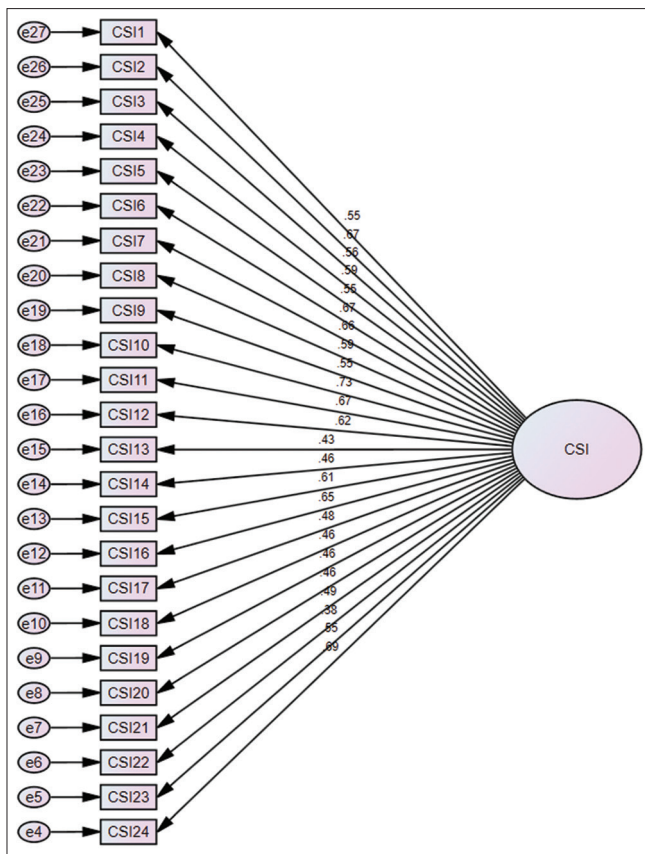 e27 CSI1
e26 CSI2
e25 CSI3
e24 CSI4
e23 CSI5
e22 CSI6
.55
.67
e21 CSI7
.56
.59
e20 CSI8
.55
.67
e19 CSI9
.66
e18 CSI10
.59
.55
e17 CSI11
.73
.67
e16 CSI12
.62
.43
e15 CSI13 CSI
.46
e14 CSI14
.61
.65
e13 CSI15
.48
.46
e12 CSI16
.46
.46
e11 CSI17
.49
.38
e10 CSI18
.55
.69
e9 CSI19
e8 CSI20
e7 CSI21
e6 CSI22
e5 CSI23
e4 CSI24